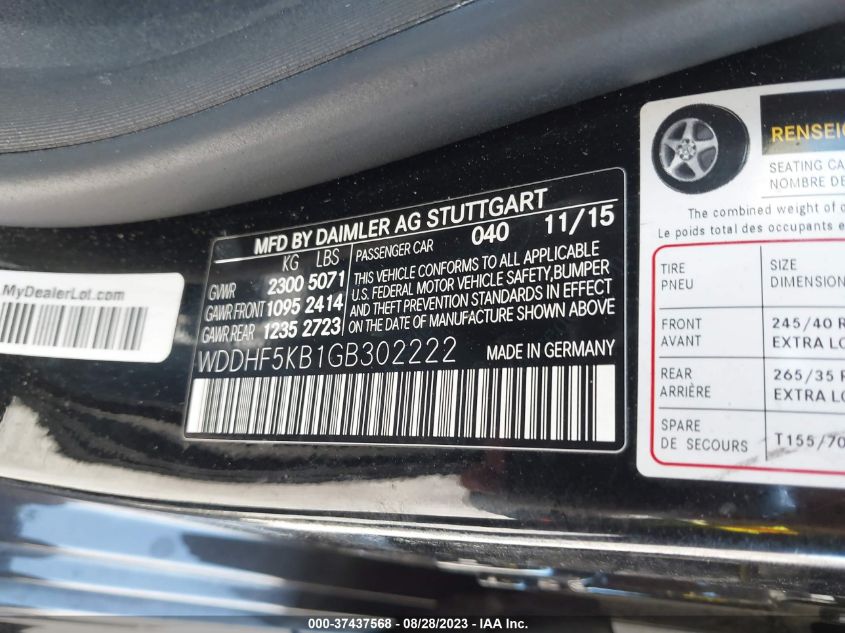 MyDealerLot.com
MFD BY DAIMLER AG STUTTGART
KG LBS
GVWR 2300 5071
GAWR FRONT 1095 2414
GAWR REAR 1235 2723
PASSENGER CAR 040 11/15
THIS VEHICLE CONFORMS TO ALL APPLICABLE
U.S. FEDERAL MOTOR VEHICLE SAFETY, BUMPER
AND THEFT PREVENTION STANDARDS IN EFFECT
ON THE DATE OF MANUFACTURE SHOWN ABOVE
WDDHF5KB1GB302222
MADE IN GERMANY
RENSEIG
SEATING CA
NOMBRE DE
The combined weight of o
Le poids total des occupants e
TIRE
PNEU
SIZE
DIMENSION
FRONT
AVANT
245/40 R
EXTRA LO
REAR
ARRIÈRE
265/35 R
EXTRA LO
SPARE
DE SECOURS
T155/70
000-37437568 - 08/28/2023 - IAA Inc.